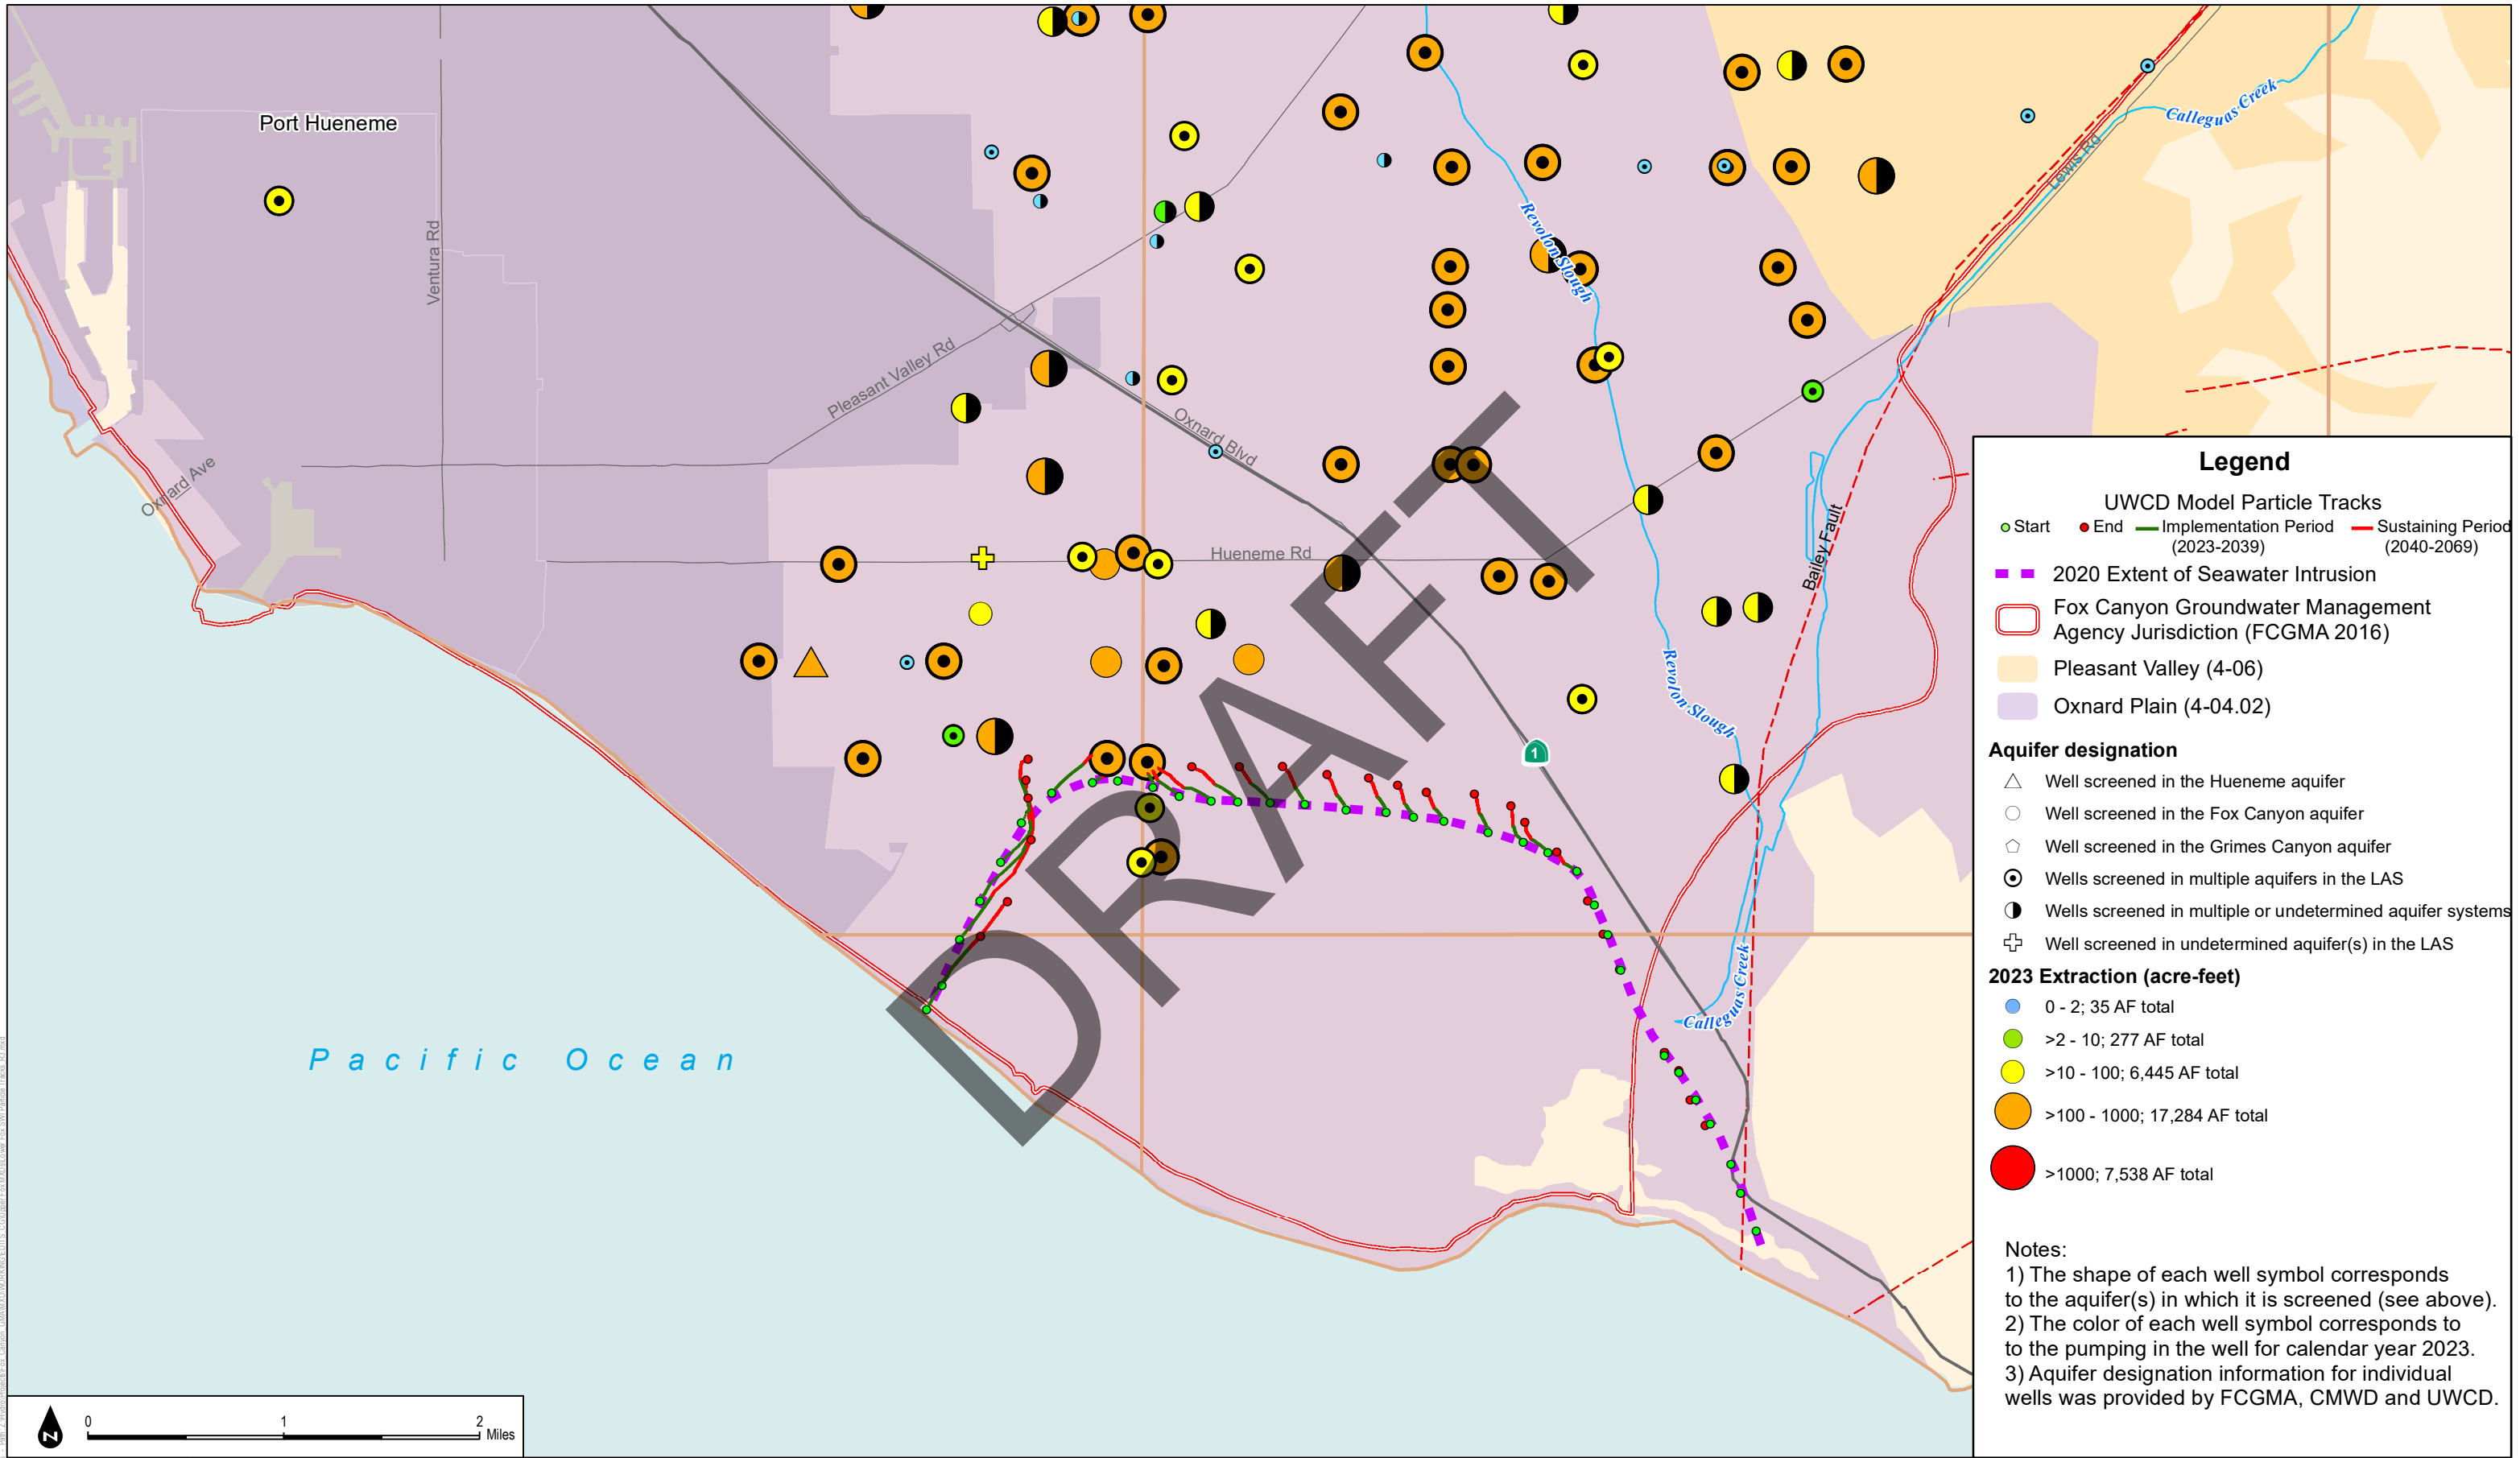 Port Hueneme
Ventura Rd
Pleasant Valley Rd
Oxnard Blvd
Oxnard Ave
Hueneme Rd
Revolon Slough
Revolon Slough
Calleguas Creek
Lewis Rd
Bailey Fault
1
Calleguas Creek
Pacific Ocean
DRAFT
N
0 1 2
Miles
Legend
UWCD Model Particle Tracks
Start End Implementation Period Sustaining Period
(2023-2039) (2040-2069)
2020 Extent of Seawater Intrusion
Fox Canyon Groundwater Management
Agency Jurisdiction (FCGMA 2016)
Pleasant Valley (4-06)
Oxnard Plain (4-04.02)
Aquifer designation
Well screened in the Hueneme aquifer
Well screened in the Fox Canyon aquifer
Well screened in the Grimes Canyon aquifer
Wells screened in multiple aquifers in the LAS
Wells screened in multiple or undetermined aquifer systems
Well screened in undetermined aquifer(s) in the LAS
2023 Extraction (acre-feet)
0 - 2; 35 AF total
>2 - 10; 277 AF total
>10 - 100; 6,445 AF total
>100 - 1000; 17,284 AF total
>1000; 7,538 AF total
Notes:
1) The shape of each well symbol corresponds
to the aquifer(s) in which it is screened (see above).
2) The color of each well symbol corresponds to
to the pumping in the well for calendar year 2023.
3) Aquifer designation information for individual
wells was provided by FCGMA, CMWD and UWCD.